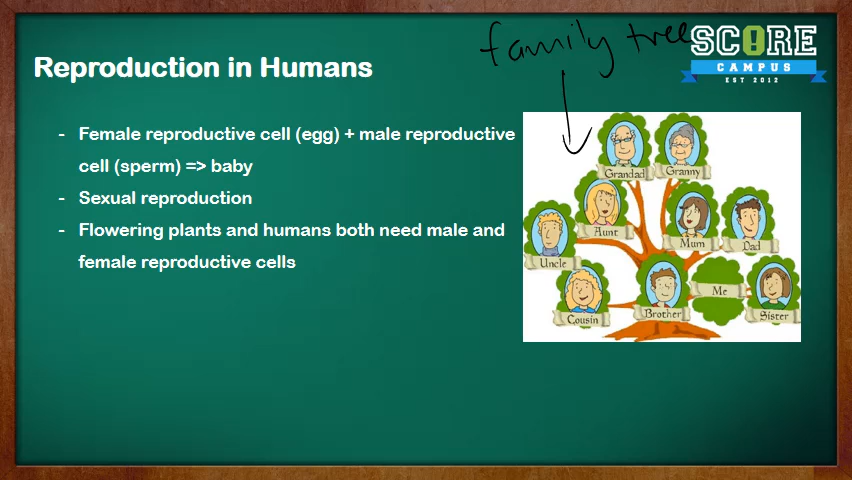 family tree
SC!RE
CAMPUS
EST 2012
Reproduction in Humans
- Female reproductive cell (egg) + male reproductive
cell (sperm) => baby
- Sexual reproduction
- Flowering plants and humans both need male and
female reproductive cells
Grandad Granny
Aunt
Mum Dad
Uncle
Me
Cousin Brother Sister